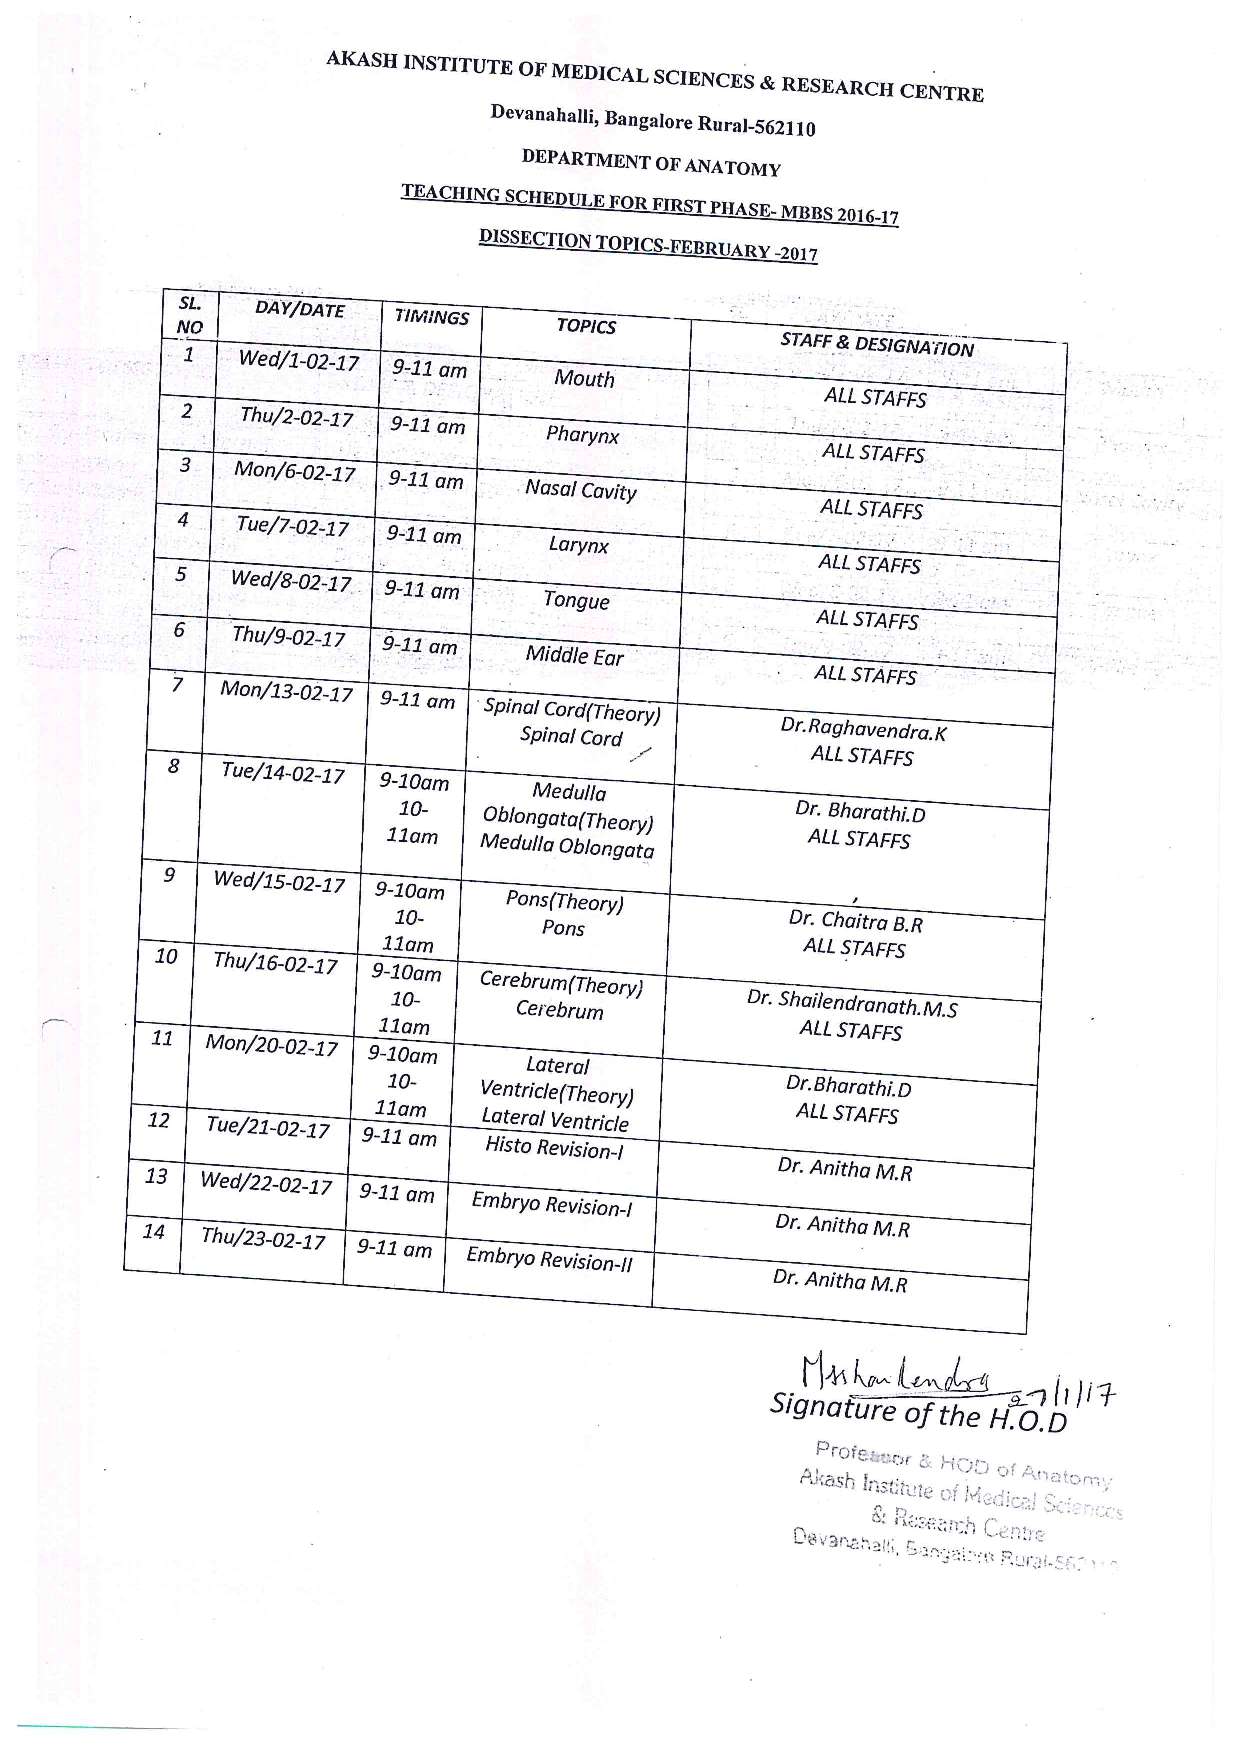 AKASH INSTITUTE OF MEDICAL SCIENCES & RESEARCH CENTRE
Devanahalli, Bangalore Rural-562110
DEPARTMENT OF ANATOMY
TEACHING SCHEDULE FOR FIRST PHASE- MBBS 2016-17
DISSECTION TOPICS-FEBRUARY -2017
SL. NO DAY/DATE TIMINGS TOPICS STAFF & DESIGNATION
1 Wed/1-02-17 9-11 am Mouth ALL STAFFS
2 Thu/2-02-17 9-11 am Pharynx ALL STAFFS
3 Mon/6-02-17 9-11 am Nasal Cavity ALL STAFFS
4 Tue/7-02-17 9-11 am Larynx ALL STAFFS
5 Wed/8-02-17 9-11 am Tongue ALL STAFFS
6 Thu/9-02-17 9-11 am Middle Ear ALL STAFFS
7 Mon/13-02-17 9-11 am Spinal Cord(Theory) Dr.Raghavendra.K
Spinal Cord ALL STAFFS
8 Tue/14-02-17 9-10am Medulla Dr. Bharathi.D
10- Oblongata(Theory) ALL STAFFS
11am Medulla Oblongata
9 Wed/15-02-17 9-10am Pons(Theory) Dr. Chaitra B.R
10- Pons ALL STAFFS
11am
10 Thu/16-02-17 9-10am Cerebrum(Theory) Dr. Shailendranath.M.S
10- Cerebrum ALL STAFFS
11am
11 Mon/20-02-17 9-10am Lateral Dr.Bharathi.D
10- Ventricle(Theory) ALL STAFFS
11am Lateral Ventricle
12 Tue/21-02-17 9-11 am Histo Revision-I Dr. Anitha M.R
13 Wed/22-02-17 9-11 am Embryo Revision-I Dr. Anitha M.R
14 Thu/23-02-17 9-11 am Embryo Revision-II Dr. Anitha M.R
27/1/17
Signature of the H.O.D
Professor & HOD of Anatomy
Akash Institute of Medical Sciences
& Research Centre
Devanahalli, Bangalore Rural-